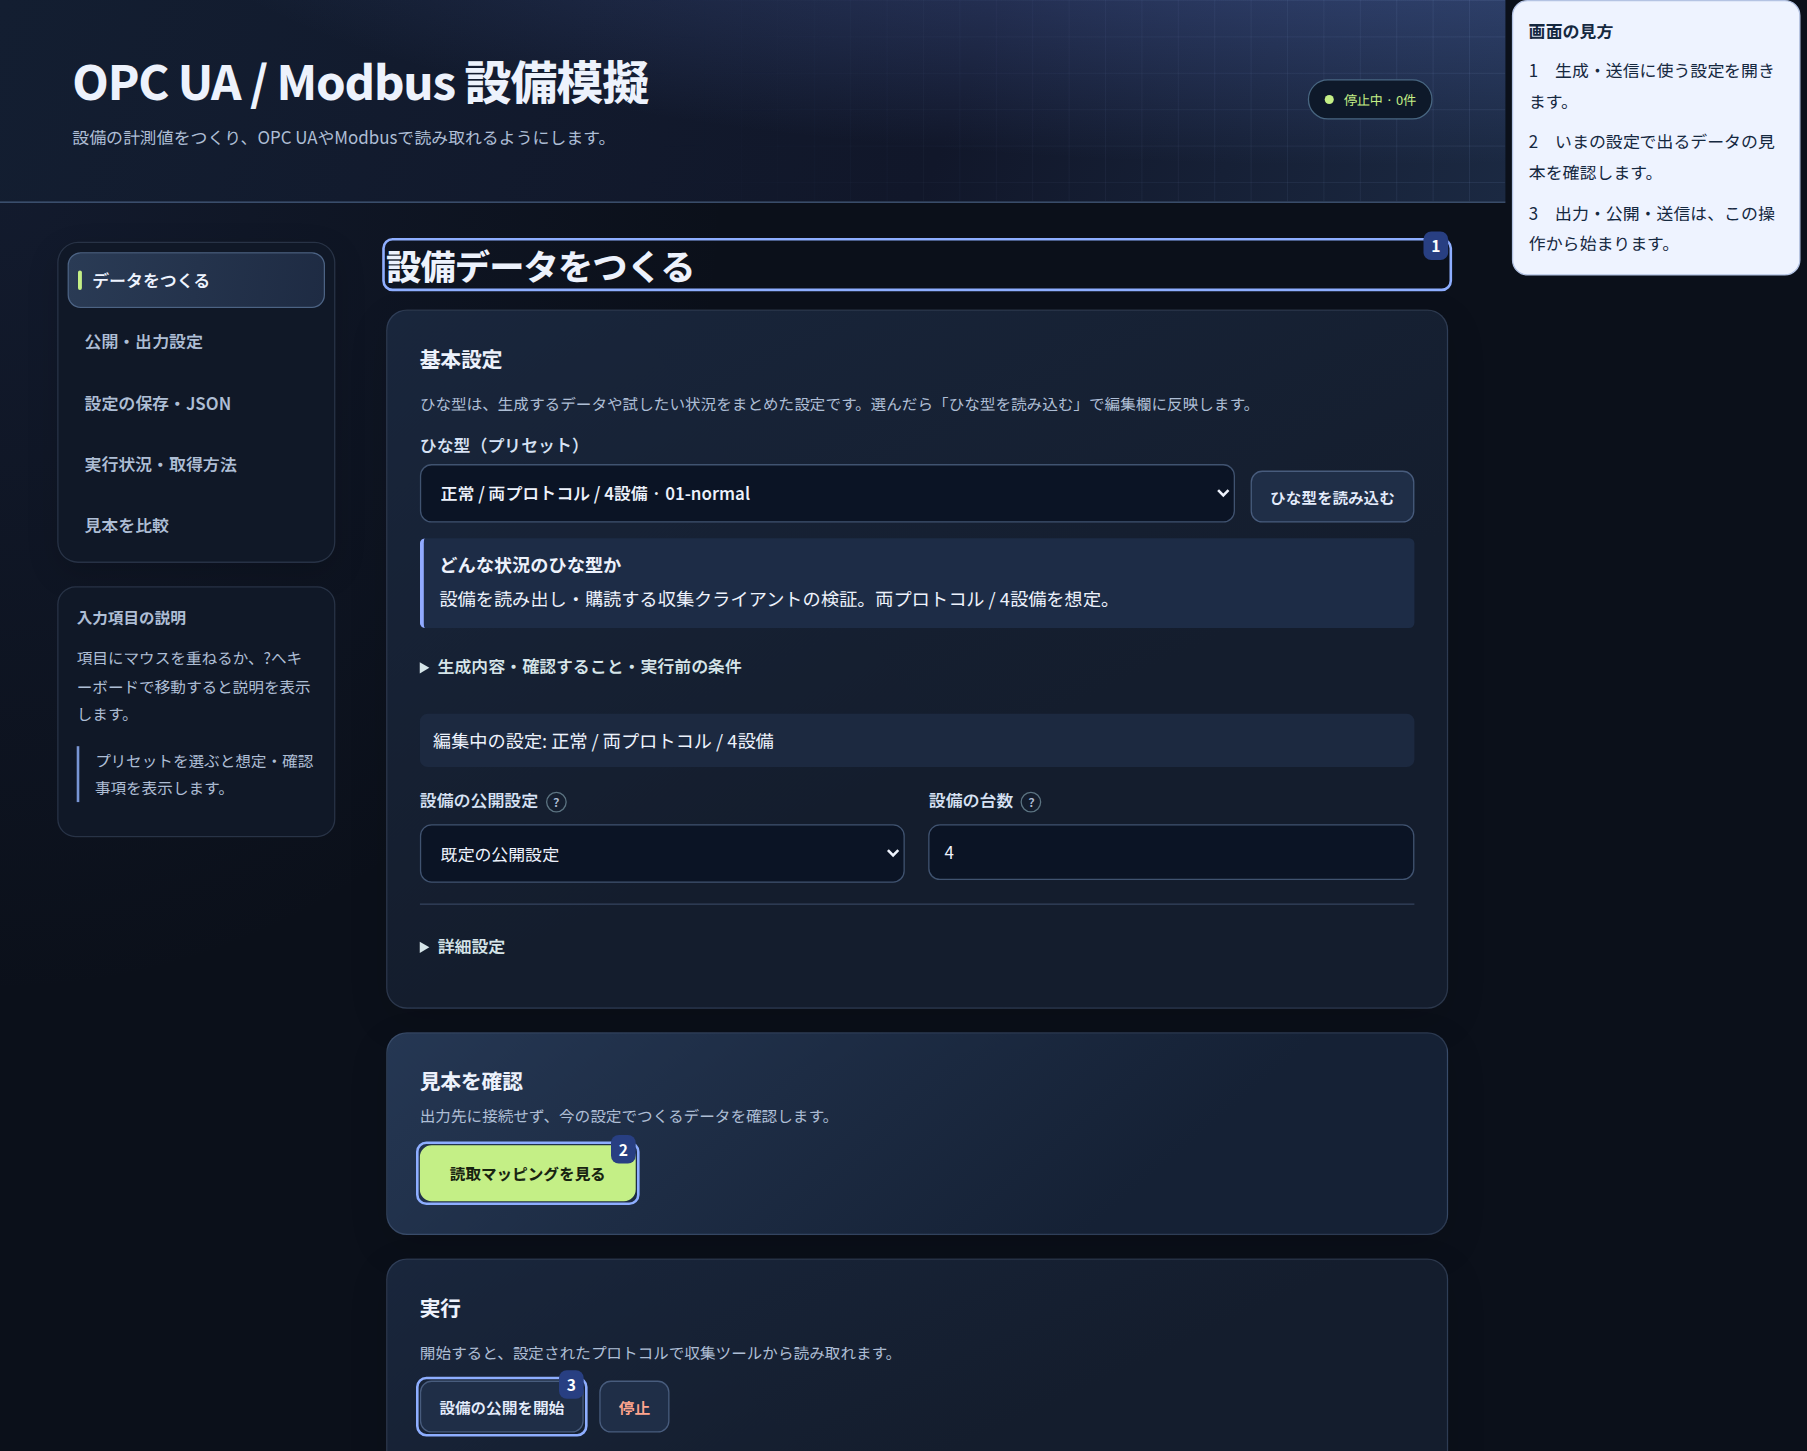 OPC UA / Modbus 設備模擬
設備の計測値をつくり、OPC UAやModbusで読み取れるようにします。
停止中・0件
画面の見方
1 生成・送信に使う設定を開き
ます。
2 いまの設定で出るデータの見
本を確認します。
3 出力・公開・送信は、この操
作から始まります。
データをつくる
公開・出力設定
設定の保存・JSON
実行状況・取得方法
見本を比較
入力項目の説明
項目にマウスを重ねるか、?へキ
ーボードで移動すると説明を表示
します。
プリセットを選ぶと想定・確認
事項を表示します。
設備データをつくる
1
基本設定
ひな型は、生成するデータや試したい状況をまとめた設定です。選んだら「ひな型を読み込む」で編集欄に反映します。
ひな型（プリセット）
正常 / 両プロトコル / 4設備・01-normal
ひな型を読み込む
どんな状況のひな型か
設備を読み出し・購読する収集クライアントの検証。両プロトコル / 4設備を想定。
▶ 生成内容・確認すること・実行前の条件
編集中の設定: 正常 / 両プロトコル / 4設備
設備の公開設定 ?
設備の台数 ?
既定の公開設定
4
▶ 詳細設定
見本を確認
出力先に接続せず、今の設定でつくるデータを確認します。
読取マッピングを見る
2
実行
開始すると、設定されたプロトコルで収集ツールから読み取れます。
設備の公開を開始
3
停止